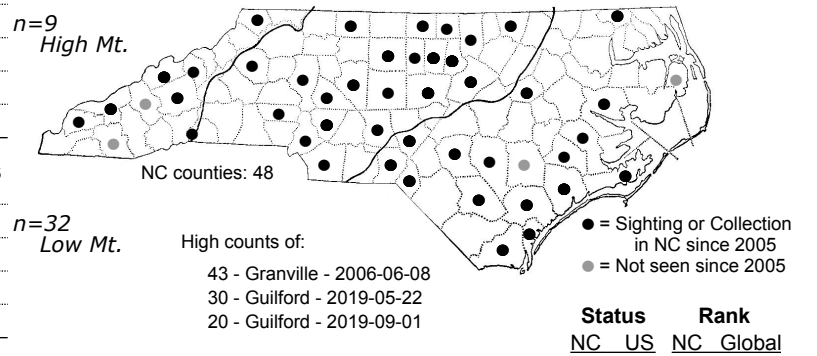 n=9
High Mt.
NC counties: 48
n=32
Low Mt.
High counts of:
43 - Granville - 2006-06-08
30 - Guilford - 2019-05-22
20 - Guilford - 2019-09-01
= Sighting or Collection
in NC since 2005
= Not seen since 2005
Status Rank
NC US NC Global